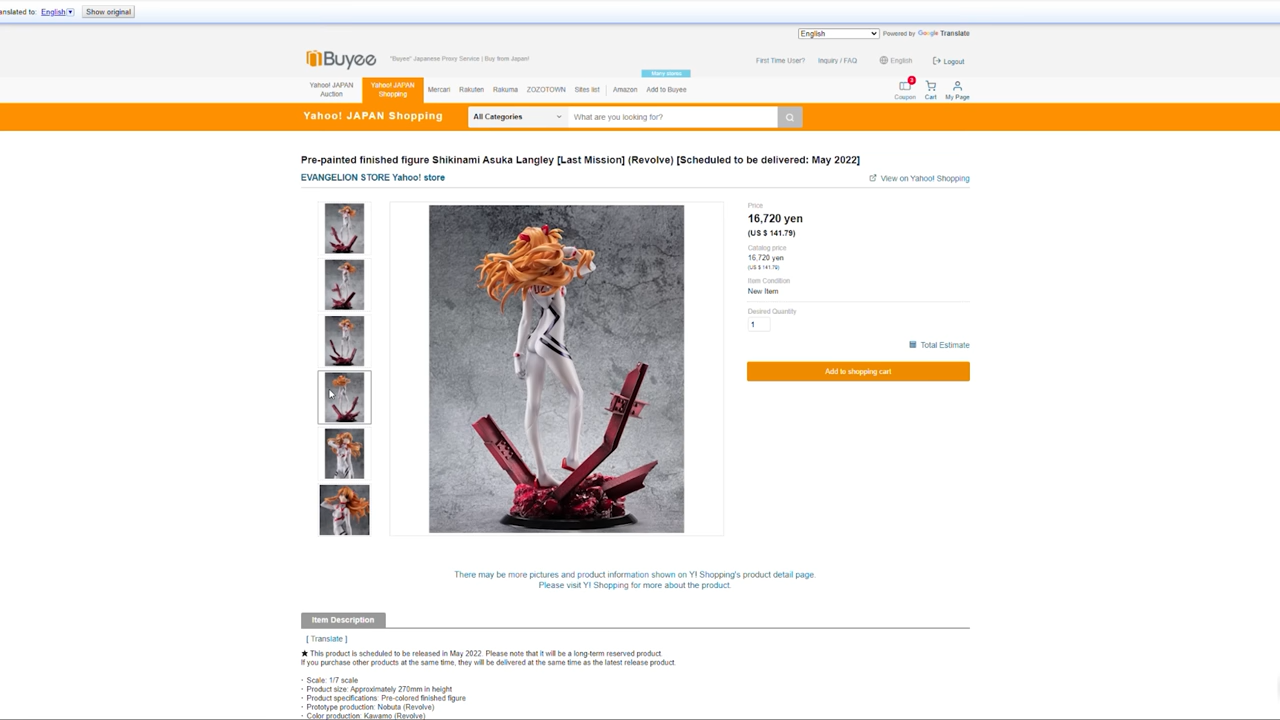 anslated to: English
Show original
English
Powered by Google Translate
Buyee
"Buyee" Japanese Proxy Service | Buy from Japan!
First Time User?
Inquiry / FAQ
English
Logout
Many stores
Yahoo! JAPAN
Auction
Yahoo! JAPAN
Shopping
Mercari
Rakuten
Rakuma
ZOZOTOWN
Sites list
Amazon
Add to Buyee
3
Coupon
Cart
My Page
Yahoo! JAPAN Shopping
All Categories
What are you looking for?
Pre-painted finished figure Shikinami Asuka Langley [Last Mission] (Revolve) [Scheduled to be delivered: May 2022]
EVANGELION STORE Yahoo! store
View on Yahoo! Shopping
Price
16,720 yen
(US $ 141.79)
Catalog price
16,720 yen
(US $ 141.79)
Item Condition
New Item
Desired Quantity
1
Total Estimate
Add to shopping cart
There may be more pictures and product information shown on Y! Shopping's product detail page.
Please visit Y! Shopping for more about the product.
Item Description
[ Translate ]
★ This product is scheduled to be released in May 2022. Please note that it will be a long-term reserved product.
If you purchase other products at the same time, they will be delivered at the same time as the latest release product.
・ Scale: 1/7 scale
・ Product size: Approximately 270mm in height
・ Product specifications: Pre-colored finished figure
・ Prototype production: Nobuta (Revolve)
・ Color production: Kawamo (Revolve)